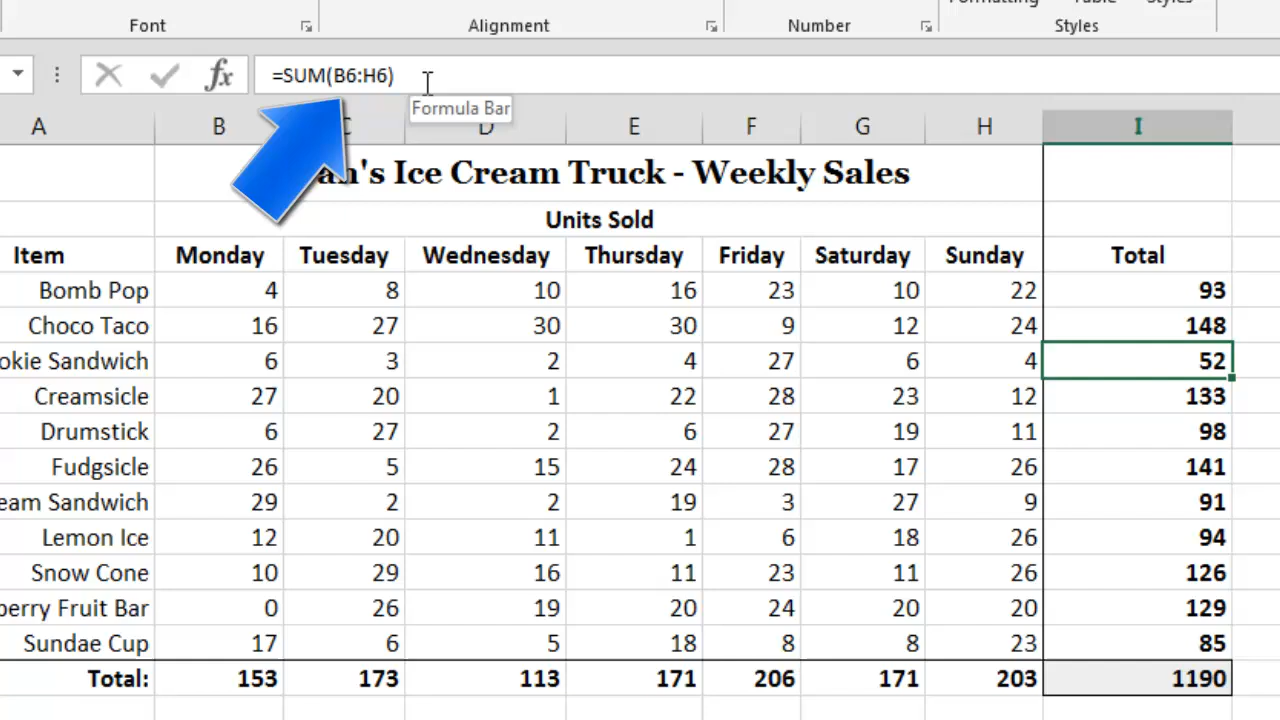 Font Alignment Number Styles
=SUM(B6:H6)
Formula Bar
A B C D E F G H I
an's Ice Cream Truck - Weekly Sales
Units Sold
Item Monday Tuesday Wednesday Thursday Friday Saturday Sunday Total
Bomb Pop 4 8 10 16 23 10 22 93
Choco Taco 16 27 30 30 9 12 24 148
okie Sandwich 6 3 2 4 27 6 4 52
Creamsicle 27 20 1 22 28 23 12 133
Drumstick 6 27 2 6 27 19 11 98
Fudgsicle 26 5 15 24 28 17 26 141
eam Sandwich 29 2 2 19 3 27 9 91
Lemon Ice 12 20 11 1 6 18 26 94
Snow Cone 10 29 16 11 23 11 26 126
berry Fruit Bar 0 26 19 20 24 20 20 129
Sundae Cup 17 6 5 18 8 8 23 85
Total: 153 173 113 171 206 171 203 1190